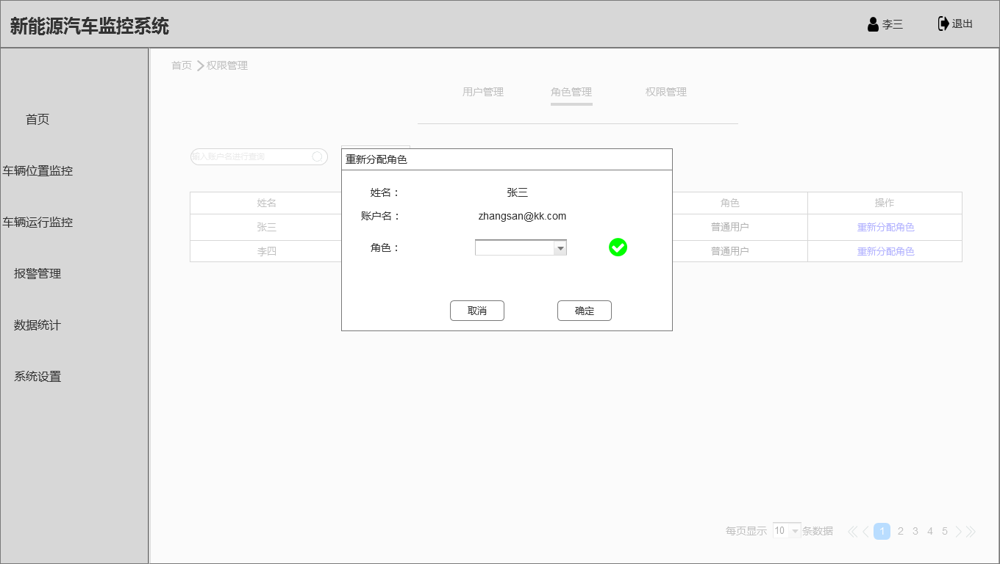 新能源汽车监控系统
李三
退出
首页
车辆位置监控
车辆运行监控
报警管理
数据统计
系统设置
首页 权限管理
用户管理 角色管理 权限管理
输入账户名进行查询
姓名 角色 操作
张三 普通用户 重新分配角色
李四 普通用户 重新分配角色
重新分配角色
姓名： 张三
账户名： zhangsan@kk.com
角色：
取消 确定
每页显示 10 条数据 1 2 3 4 5